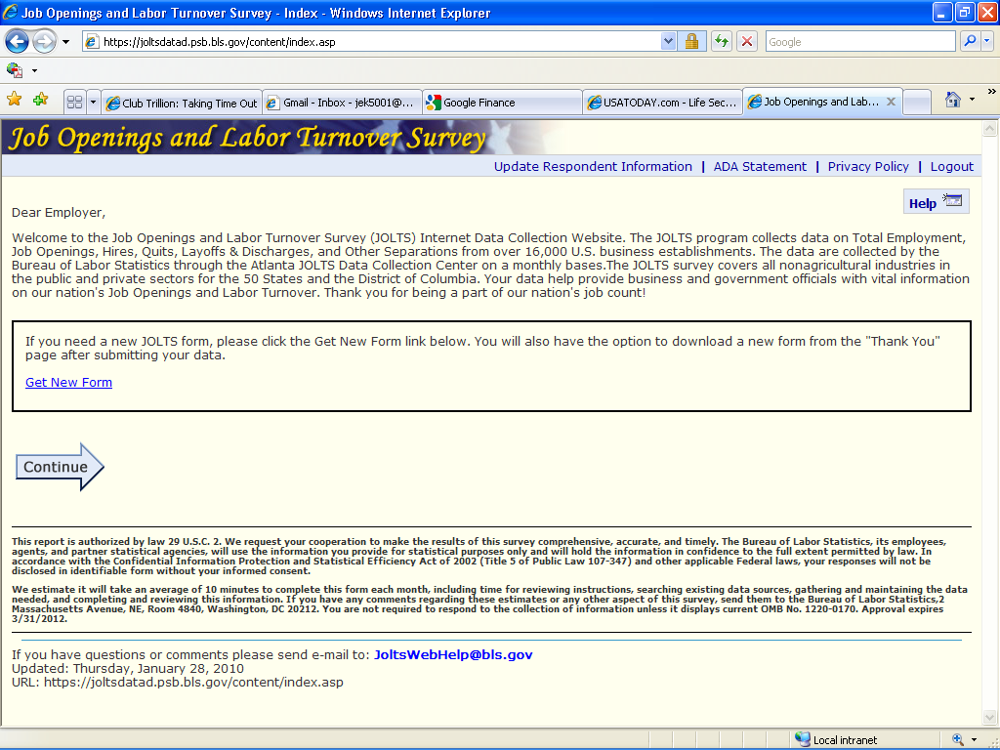 Job Openings and Labor Turnover Survey - Index - Windows Internet Explorer
https://joltsdatad.psb.bls.gov/content/index.asp
Google
Club Trillion: Taking Time Out
Gmail - Inbox - jek5001@...
Google Finance
USATODAY.com - Life Sec...
Job Openings and Lab...
Job Openings and Labor Turnover Survey
Update Respondent Information | ADA Statement | Privacy Policy | Logout
Help
Dear Employer,
Welcome to the Job Openings and Labor Turnover Survey (JOLTS) Internet Data Collection Website. The JOLTS program collects data on Total Employment,
Job Openings, Hires, Quits, Layoffs & Discharges, and Other Separations from over 16,000 U.S. business establishments. The data are collected by the
Bureau of Labor Statistics through the Atlanta JOLTS Data Collection Center on a monthly bases.The JOLTS survey covers all nonagricultural industries in
the public and private sectors for the 50 States and the District of Columbia. Your data help provide business and government officials with vital information
on our nation's Job Openings and Labor Turnover. Thank you for being a part of our nation's job count!
If you need a new JOLTS form, please click the Get New Form link below. You will also have the option to download a new form from the "Thank You"
page after submitting your data.
Get New Form
Continue
This report is authorized by law 29 U.S.C. 2. We request your cooperation to make the results of this survey comprehensive, accurate, and timely. The Bureau of Labor Statistics, its employees,
agents, and partner statistical agencies, will use the information you provide for statistical purposes only and will hold the information in confidence to the full extent permitted by law. In
accordance with the Confidential Information Protection and Statistical Efficiency Act of 2002 (Title 5 of Public Law 107-347) and other applicable Federal laws, your responses will not be
disclosed in identifiable form without your informed consent.
We estimate it will take an average of 10 minutes to complete this form each month, including time for reviewing instructions, searching existing data sources, gathering and maintaining the data
needed, and completing and reviewing this information. If you have any comments regarding these estimates or any other aspect of this survey, send them to the Bureau of Labor Statistics,2
Massachusetts Avenue, NE, Room 4840, Washington, DC 20212. You are not required to respond to the collection of information unless it displays current OMB No. 1220-0170. Approval expires
3/31/2012.
If you have questions or comments please send e-mail to: JoltsWebHelp@bls.gov
Updated: Thursday, January 28, 2010
URL: https://joltsdatad.psb.bls.gov/content/index.asp
Local intranet